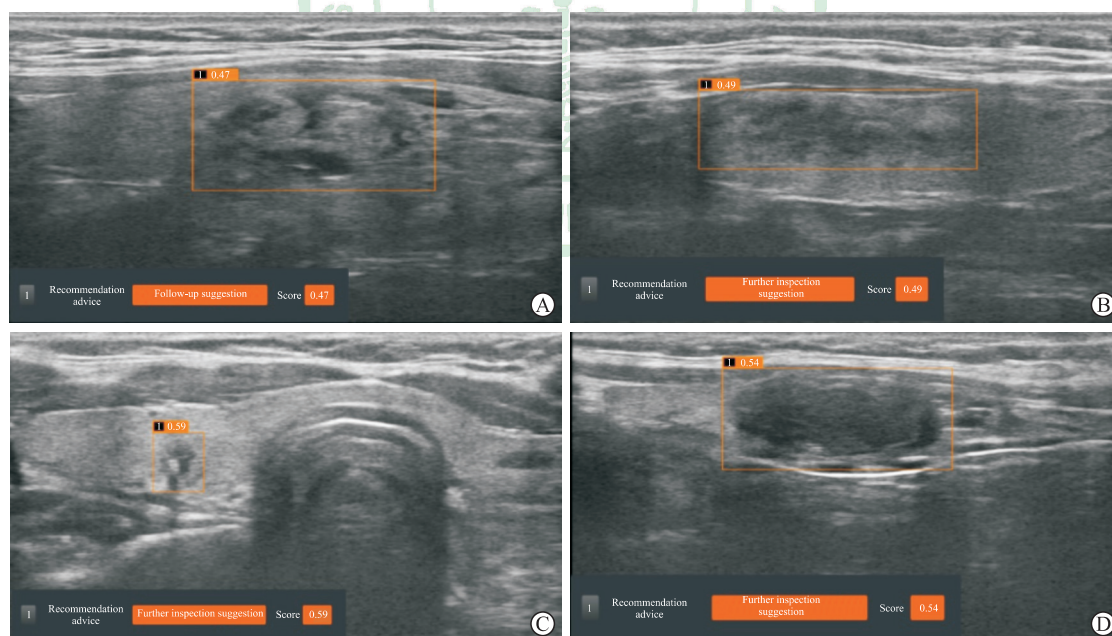 1 0.47
1 Recommendation advice Follow-up suggestion Score 0.47
A
1 0.49
1 Recommendation advice Further inspection suggestion Score 0.49
B
1 0.59
1 Recommendation advice Further inspection suggestion Score 0.59
C
1 0.54
1 Recommendation advice Further inspection suggestion Score 0.54
D